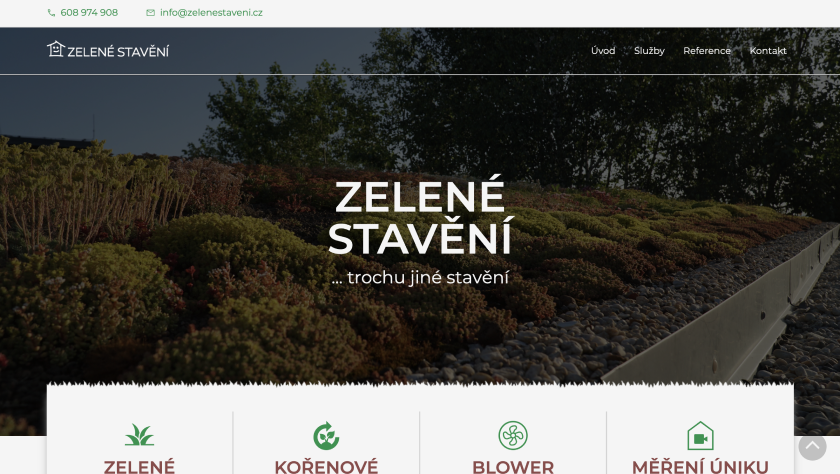 608 974 908 info@zelenestaveni.cz
ZELENÉ STAVĚNÍ Úvod Služby Reference Kontakt
ZELENÉ
STAVĚNÍ
... trochu jiné stavění
ZELENÉ KOŘENOVÉ BLOWER MĚŘENÍ ÚNIKU